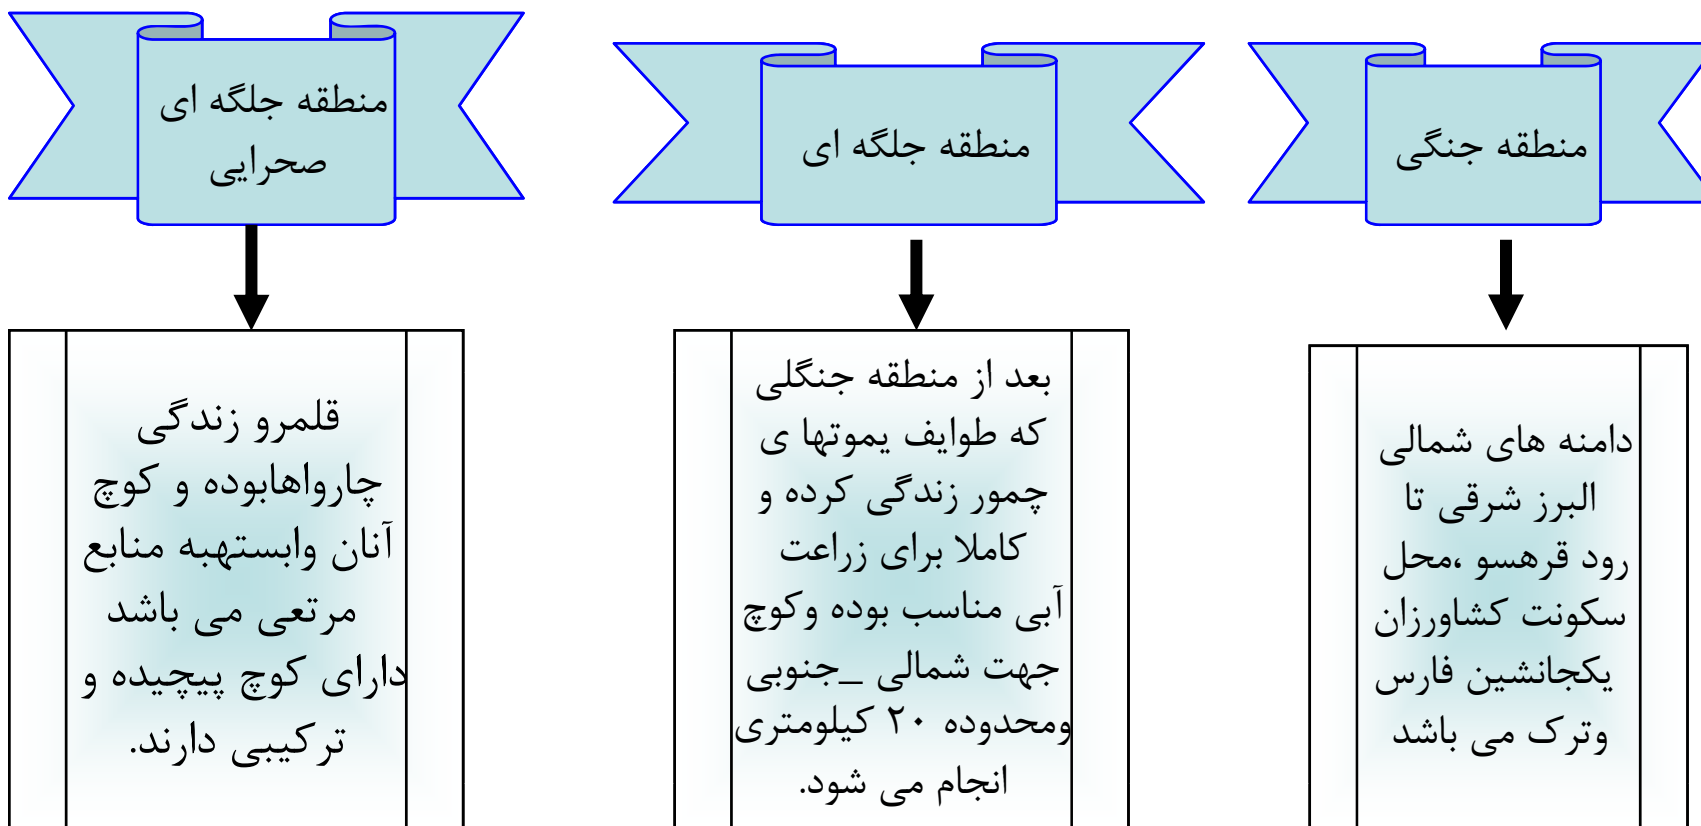 منطقه جنگی
دامنه های شمالی
البرز شرقی تا
رود قرهسو ،محل
سکونت کشاورزان
یکجانشین فارس
وترک می باشد
منطقه جلگه ای
بعد از منطقه جنگلی
که طوایف یموتها ی
چمور زندگی کرده و
کاملا برای زراعت
آبی مناسب بوده وکوچ
جهت شمالی _جنوبی
ومحدوده ۲۰ کیلومتری
انجام می شود.
منطقه جلگه ای
صحرایی
قلمرو زندگی
چارواهابوده و کوچ
آنان وابستهبه منابع
مرتعی می باشد
دارای کوچ پیچیده و
ترکیبی دارند.